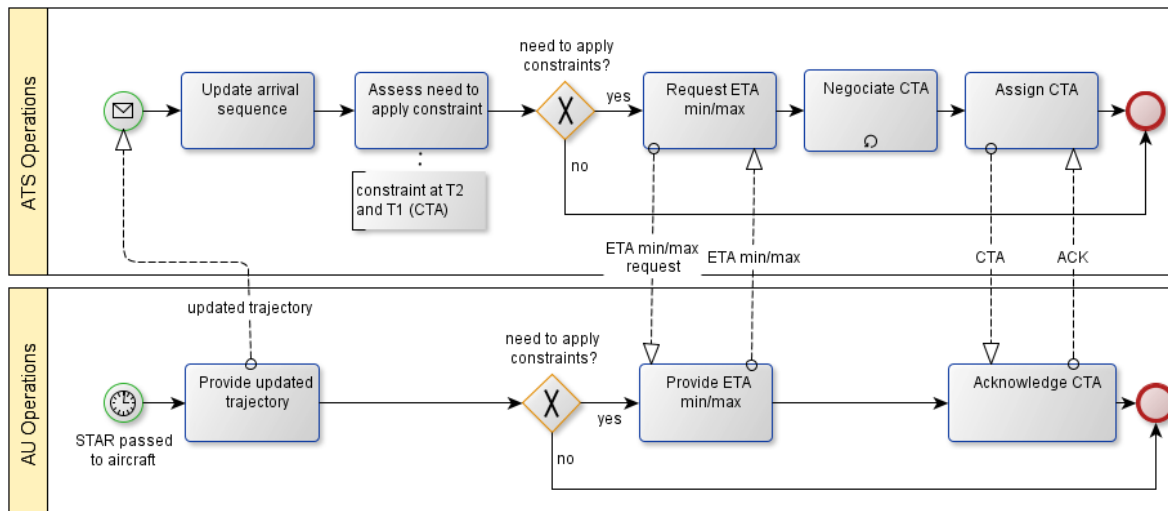 ATS Operations
need to apply
constraints?
Update arrival
sequence
Assess need to
apply constraint
yes
Request ETA
min/max
Negociate CTA
Assign CTA
no
constraint at T2
and T1 (CTA)
ETA min/max
request
ETA min/max
CTA
ACK
updated trajectory
AU Operations
need to apply
constraints?
Provide updated
trajectory
yes
Provide ETA
min/max
Acknowledge CTA
STAR passed
to aircraft
no